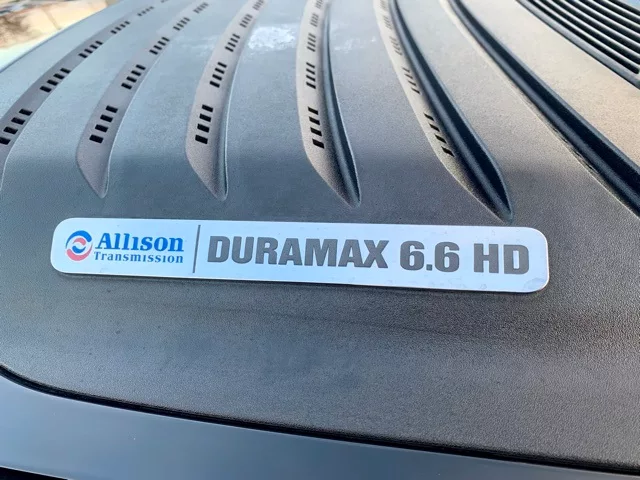 Allison
Transmission
DURAMAX 6.6 HD